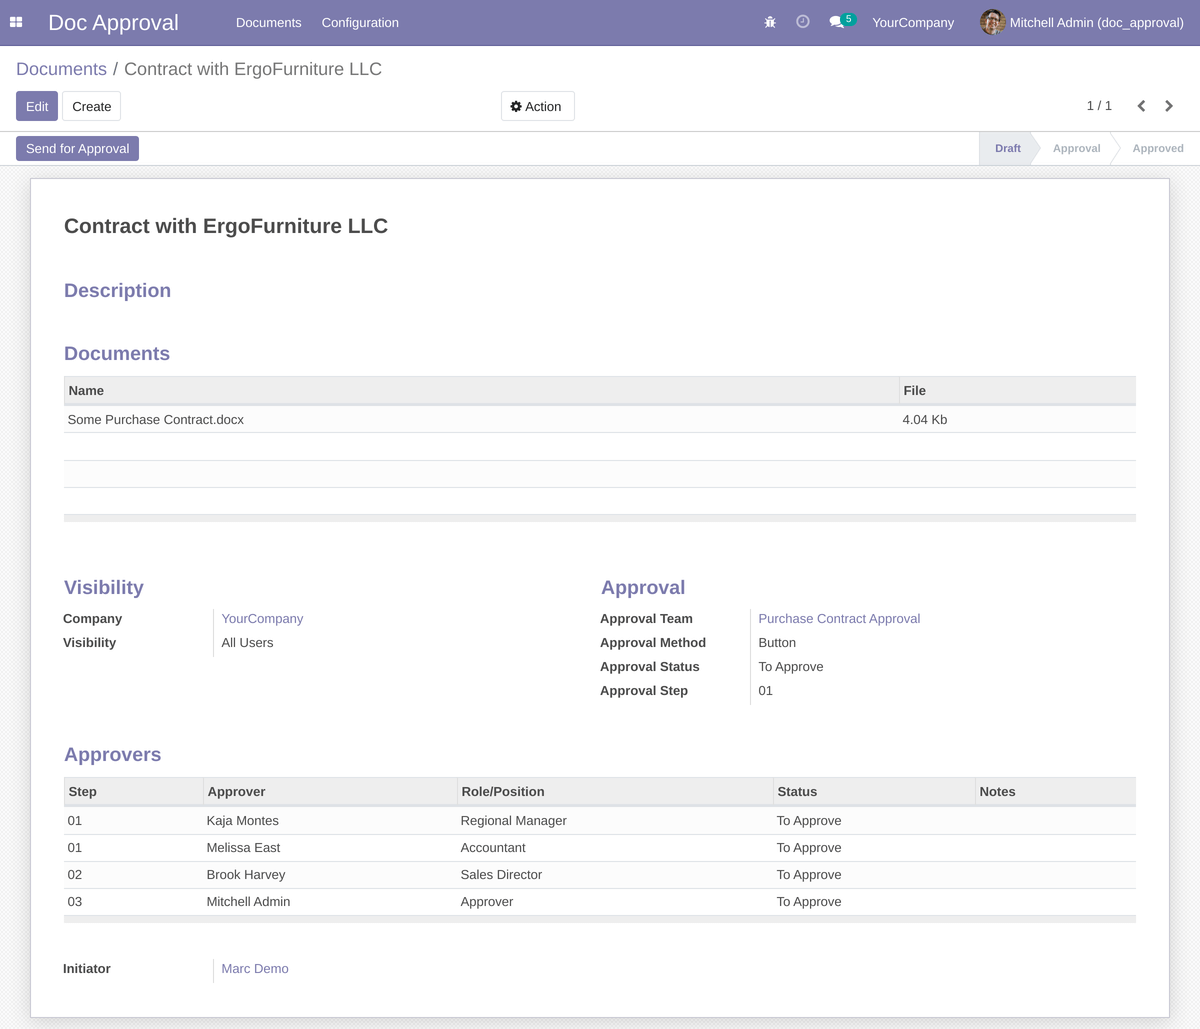 Doc Approval Documents Configuration 5 YourCompany Mitchell Admin (doc_approval)
Documents / Contract with ErgoFurniture LLC
Edit Create Action 1 / 1
Send for Approval Draft Approval Approved
Contract with ErgoFurniture LLC
Description
Documents
Name File
Some Purchase Contract.docx 4.04 Kb
Visibility Approval
Company YourCompany Approval Team Purchase Contract Approval
Visibility All Users Approval Method Button
Approval Status To Approve
Approval Step 01
Approvers
Step Approver Role/Position Status Notes
01 Kaja Montes Regional Manager To Approve
01 Melissa East Accountant To Approve
02 Brook Harvey Sales Director To Approve
03 Mitchell Admin Approver To Approve
Initiator Marc Demo